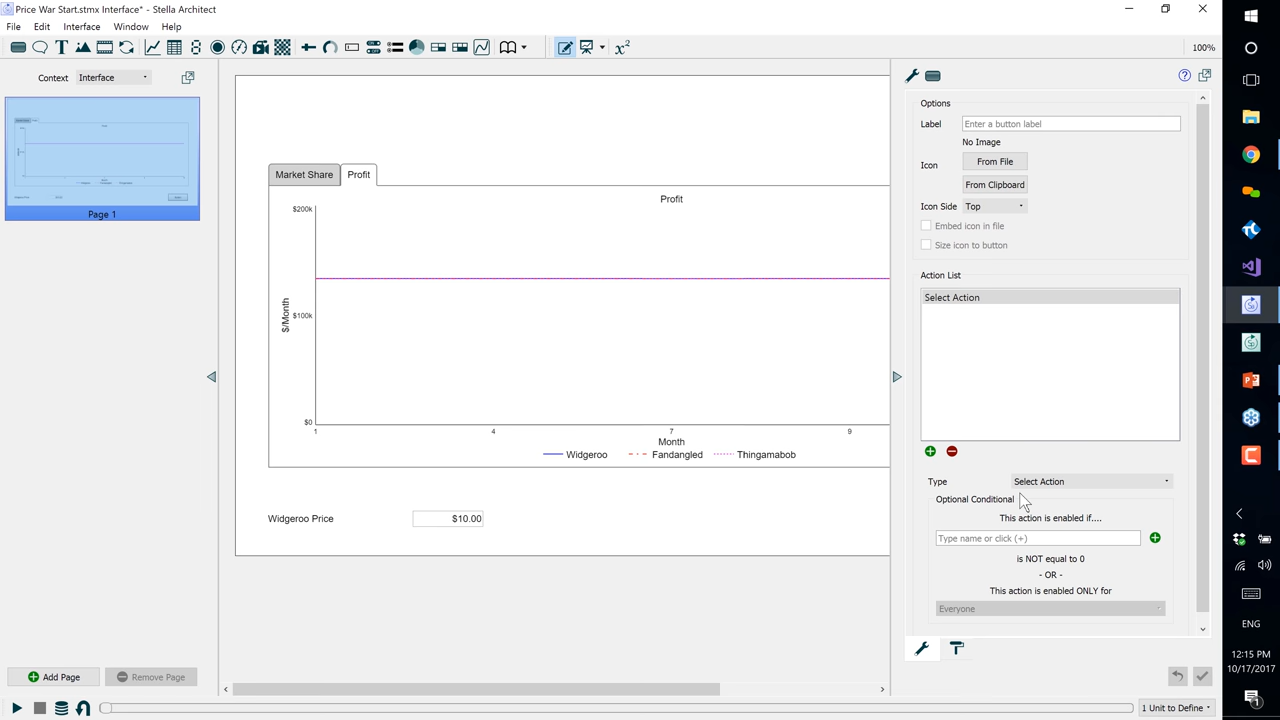 Price War Start.stmx Interface* - Stella Architect
File Edit Interface Window Help
100%
Context Interface
Page 1
Market Share Profit
Profit
$200k
$100k
$0
$/Month
1 4 7 9
Month
Widgeroo Fandangled Thingamabob
Widgeroo Price $10.00
Options
Label Enter a button label
No Image
Icon From File
From Clipboard
Icon Side Top
Embed icon in file
Size icon to button
Action List
Select Action
Type Select Action
Optional Conditional
This action is enabled if....
Type name or click (+)
is NOT equal to 0
- OR -
This action is enabled ONLY for
Everyone
Add Page Remove Page
1 Unit to Define
ENG
12:15 PM
10/17/2017